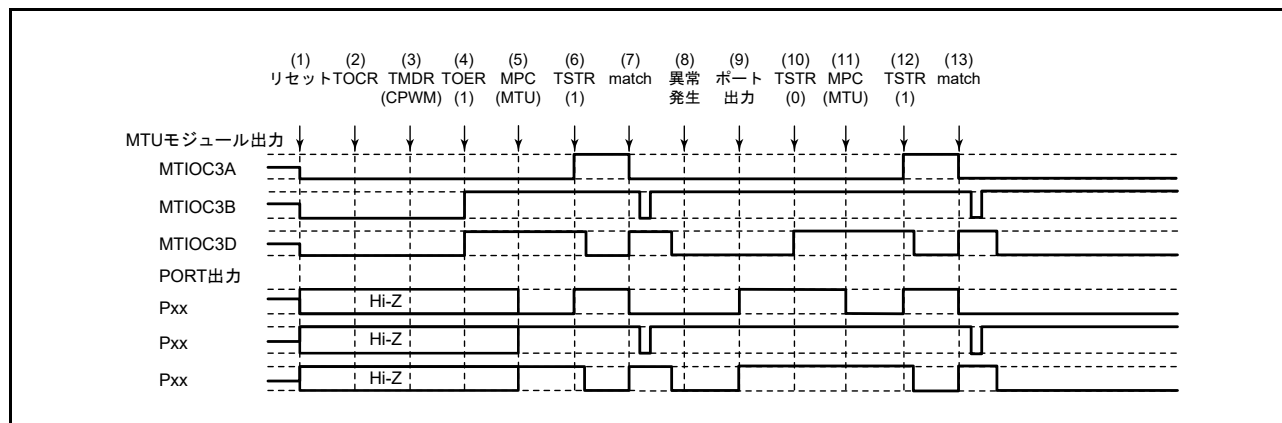 (1) (2) (3) (4) (5) (6) (7) (8) (9) (10) (11) (12) (13)
リセット TOCR TMDR TOER MPC TSTR match 異常 ポート TSTR MPC TSTR match
(CPWM) (1) (MTU) (1) 発生 出力 (0) (MTU) (1)
MTUモジュール出力
MTIOC3A
MTIOC3B
MTIOC3D
PORT出力
Pxx Hi-Z
Pxx Hi-Z
Pxx Hi-Z